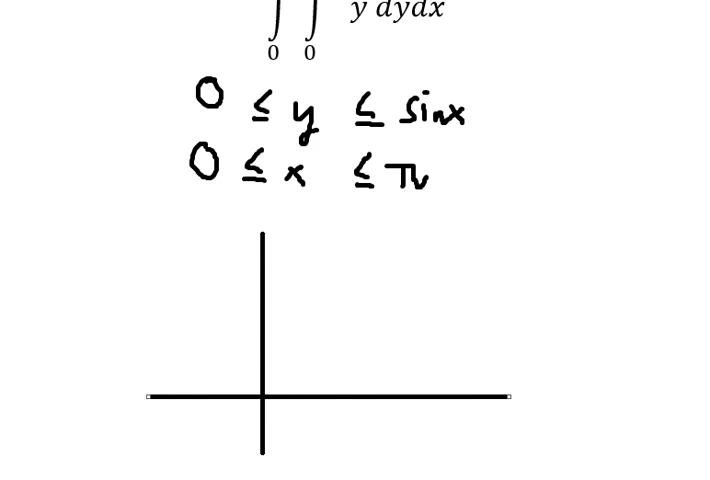 ∫ ∫ y dydx
0 0
0 ≤ y ≤ sinx
0 ≤ x ≤ π